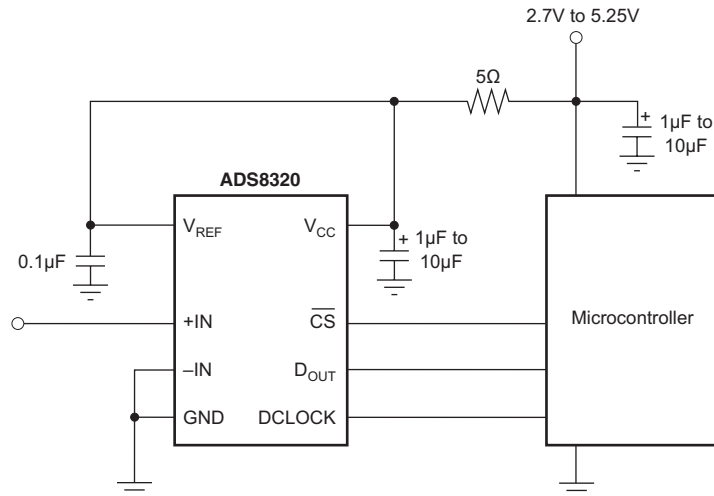 2.7V to 5.25V
5Ω
+ 1µF to
10µF
ADS8320
V_REF
V_CC
0.1µF
+ 1µF to
10µF
+IN
C̅S̅
Microcontroller
–IN
D_OUT
GND
DCLOCK